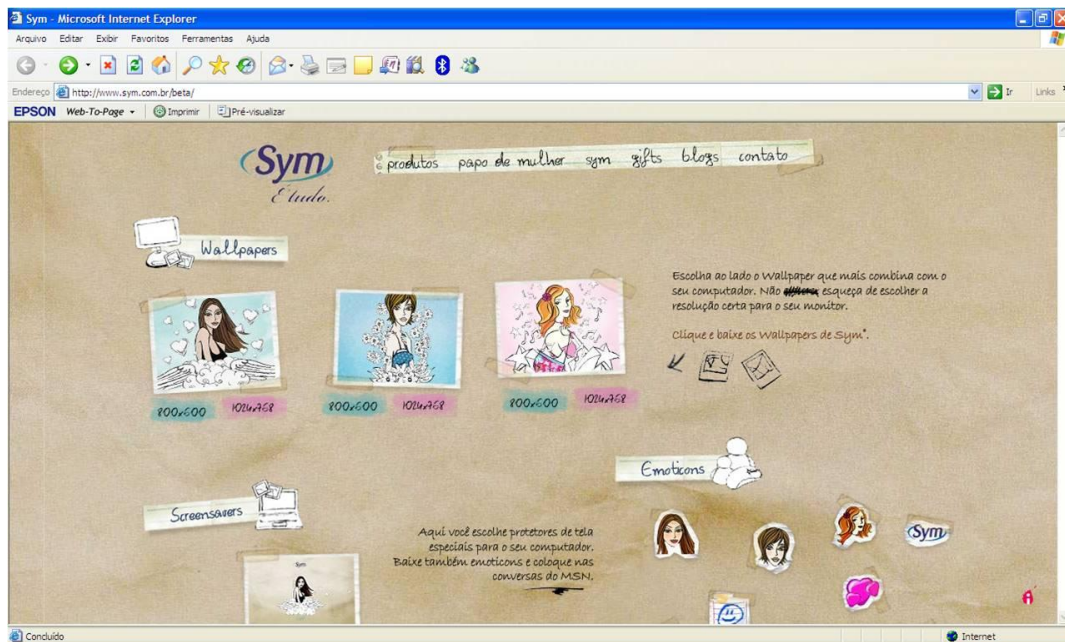 Sym - Microsoft Internet Explorer
Arquivo Editar Exibir Favoritos Ferramentas Ajuda
Endereço http://www.sym.com.br/beta/ Ir Links
EPSON Web-To-Page Imprimir Pré-visualizar
Sym
É tudo.
produtos papo de mulher sym gifts blogs contato
Wallpapers
Escolha ao lado o Wallpaper que mais combina com o
seu computador. Não esqueça de escolher a
resolução certa para o seu monitor.
Clique e baixe os Wallpapers de Sym®.
800x600 1024x768
800x600 1024x768
800x600 1024x768
Emoticons
Screensavers
Aqui você escolhe protetores de tela
especiais para o seu computador.
Baixe também emoticons e coloque nas
conversas do MSN.
Sym
Sym
Concluído Internet